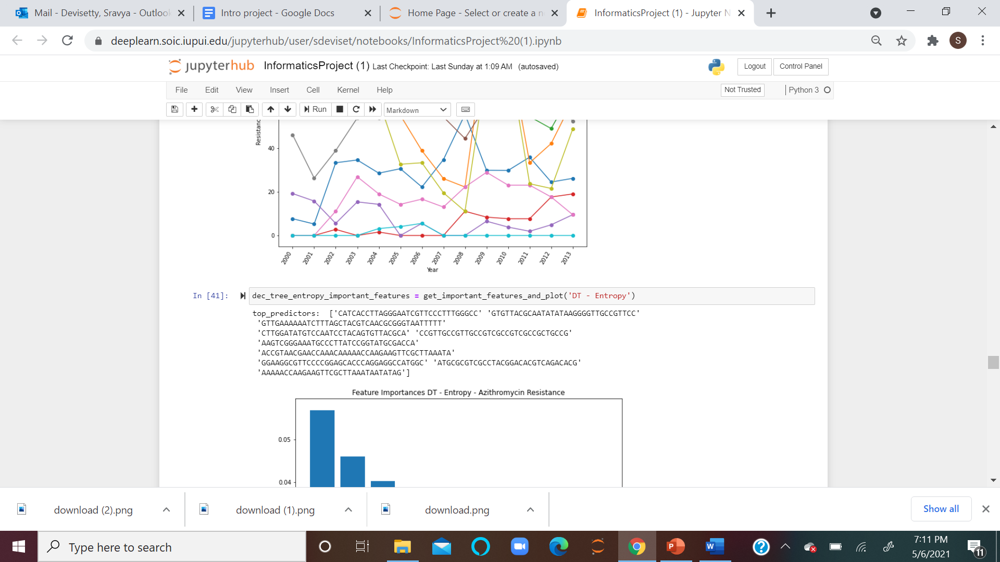 Mail - Devisetty, Sravya - Outlook
Intro project - Google Docs
Home Page - Select or create a n
InformaticsProject (1) - Jupyter N
deeplearn.soic.iupui.edu/jupyterhub/user/sdeviset/notebooks/InformaticsProject%20(1).ipynb
S
jupyterhub InformaticsProject (1) Last Checkpoint: Last Sunday at 1:09 AM (autosaved)
Logout
Control Panel
File Edit View Insert Cell Kernel Help
Not Trusted
Python 3
Run
Markdown
Resistanc
40
20
0
2000 2001 2002 2003 2004 2005 2006 2007 2008 2009 2010 2011 2012 2013
Year
In [41]: dec_tree_entropy_important_features = get_important_features_and_plot('DT - Entropy')
top_predictors: ['CATCACCTTAGGGAATCGTTCCCTTTGGGCC' 'GTGTTACGCAATATATAAGGGGTTGCCGTTCC'
'GTTGAAAAAATCTTTAGCTACGTCAACGCGGGTAATTTTT'
'CTTGGATATGTCCAATCCTACAGTGTTACGCA' 'CCGTTGCCGTTGCCGTCGCCGTCGCCGCTGCCG'
'AAGTCGGGAAATGCCCTTATCCGGTATGCGACCA'
'ACCGTAACGAACCAAACAAAAACCAAGAAGTTCGCTTAAATA'
'GGAAGGCGTTCCCCGGAGCACCCAGGAGGCCATGGC' 'ATGCGCGTCGCCTACGGACACGTCAGACACG'
'AAAAACCAAGAAGTTCGCTTAAATAATATAG']
Feature Importances DT - Entropy - Azithromycin Resistance
0.05
0.04
download (2).png
download (1).png
download.png
Show all
Type here to search
7:11 PM
5/6/2021
11